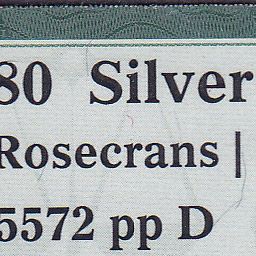 80 Silver
Rosecrans |
5572 pp D